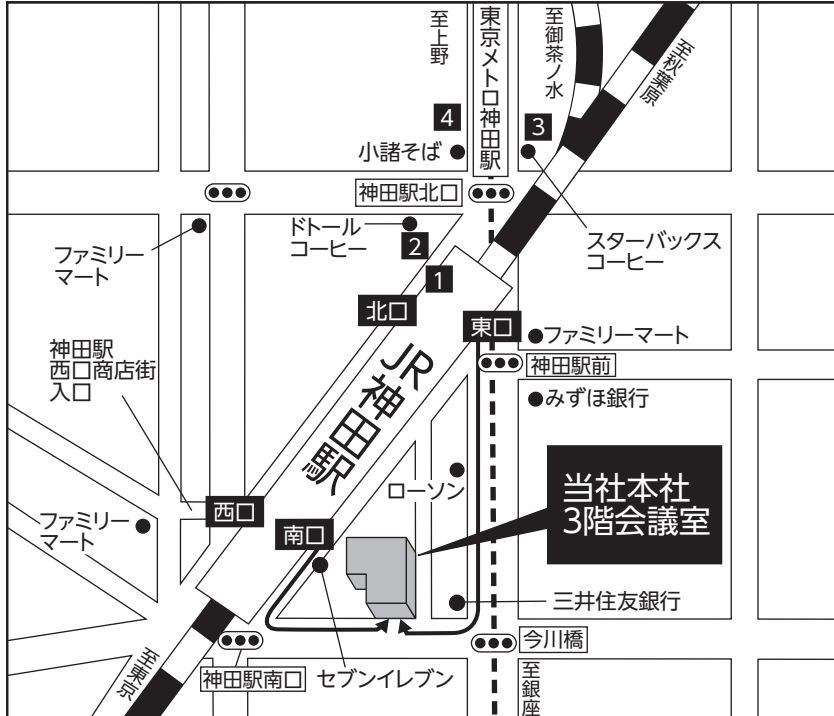 至上野
東京メトロ神田駅
至御茶ノ水
至秋葉原
4
3
小諸そば
神田駅北口
ドトール
コーヒー
2
スターバックス
コーヒー
ファミリー
マート
1
北口
東口
ファミリーマート
神田駅前
神田駅
西口商店街
入口
JR神田駅
みずほ銀行
ローソン
当社本社
3階会議室
西口
南口
ファミリー
マート
三井住友銀行
今川橋
至東京
神田駅南口
セブンイレブン
至銀座